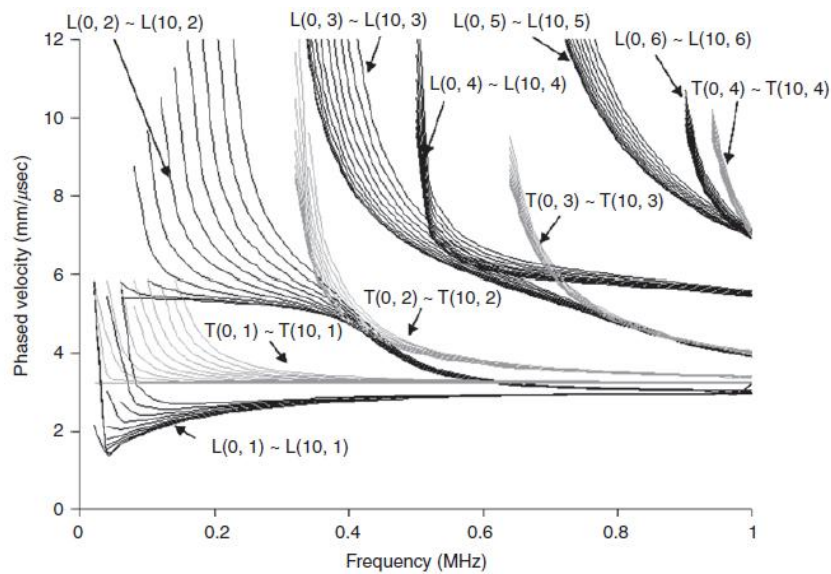 L(0, 2) ~ L(10, 2)
L(0, 3) ~ L(10, 3)
L(0, 5) ~ L(10, 5)
L(0, 6) ~ L(10, 6)
L(0, 4) ~ L(10, 4)
T(0, 4) ~ T(10, 4)
T(0, 3) ~ T(10, 3)
T(0, 2) ~ T(10, 2)
T(0, 1) ~ T(10, 1)
L(0, 1) ~ L(10, 1)
Phased velocity (mm/μsec)
12
10
8
6
4
2
0
0 0.2 0.4 0.6 0.8 1
Frequency (MHz)